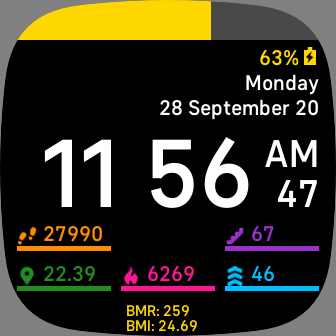 63%
Monday
28 September 20
11 56 AM
47
27990 67
22.39 6269 46
BMR: 259
BMI: 24.69